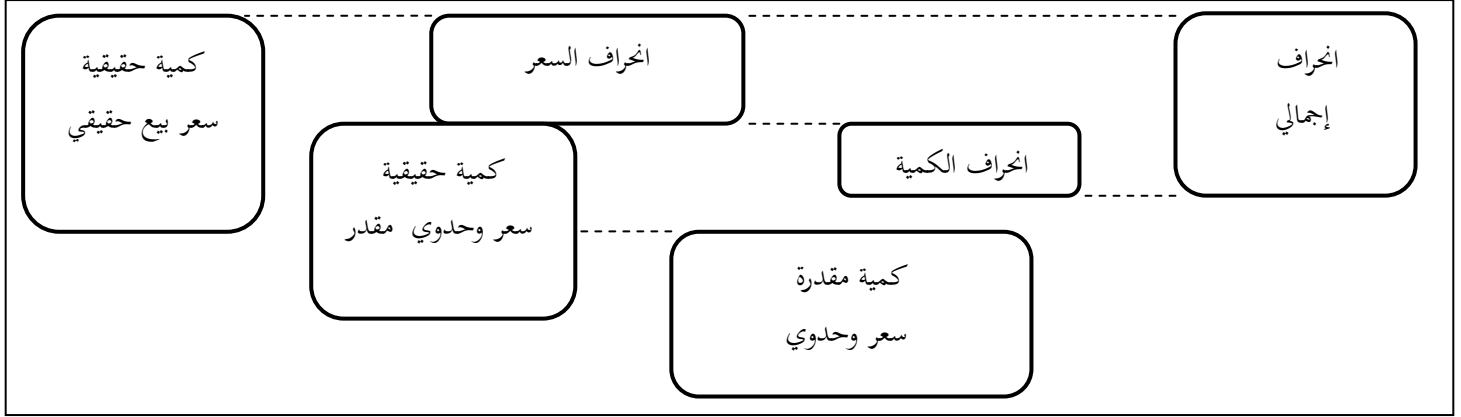 انحراف
إجمالي
انحراف السعر
كمية حقيقية
سعر بيع حقيقي
انحراف الكمية
كمية حقيقية
سعر وحدوي مقدر
كمية مقدرة
سعر وحدوي